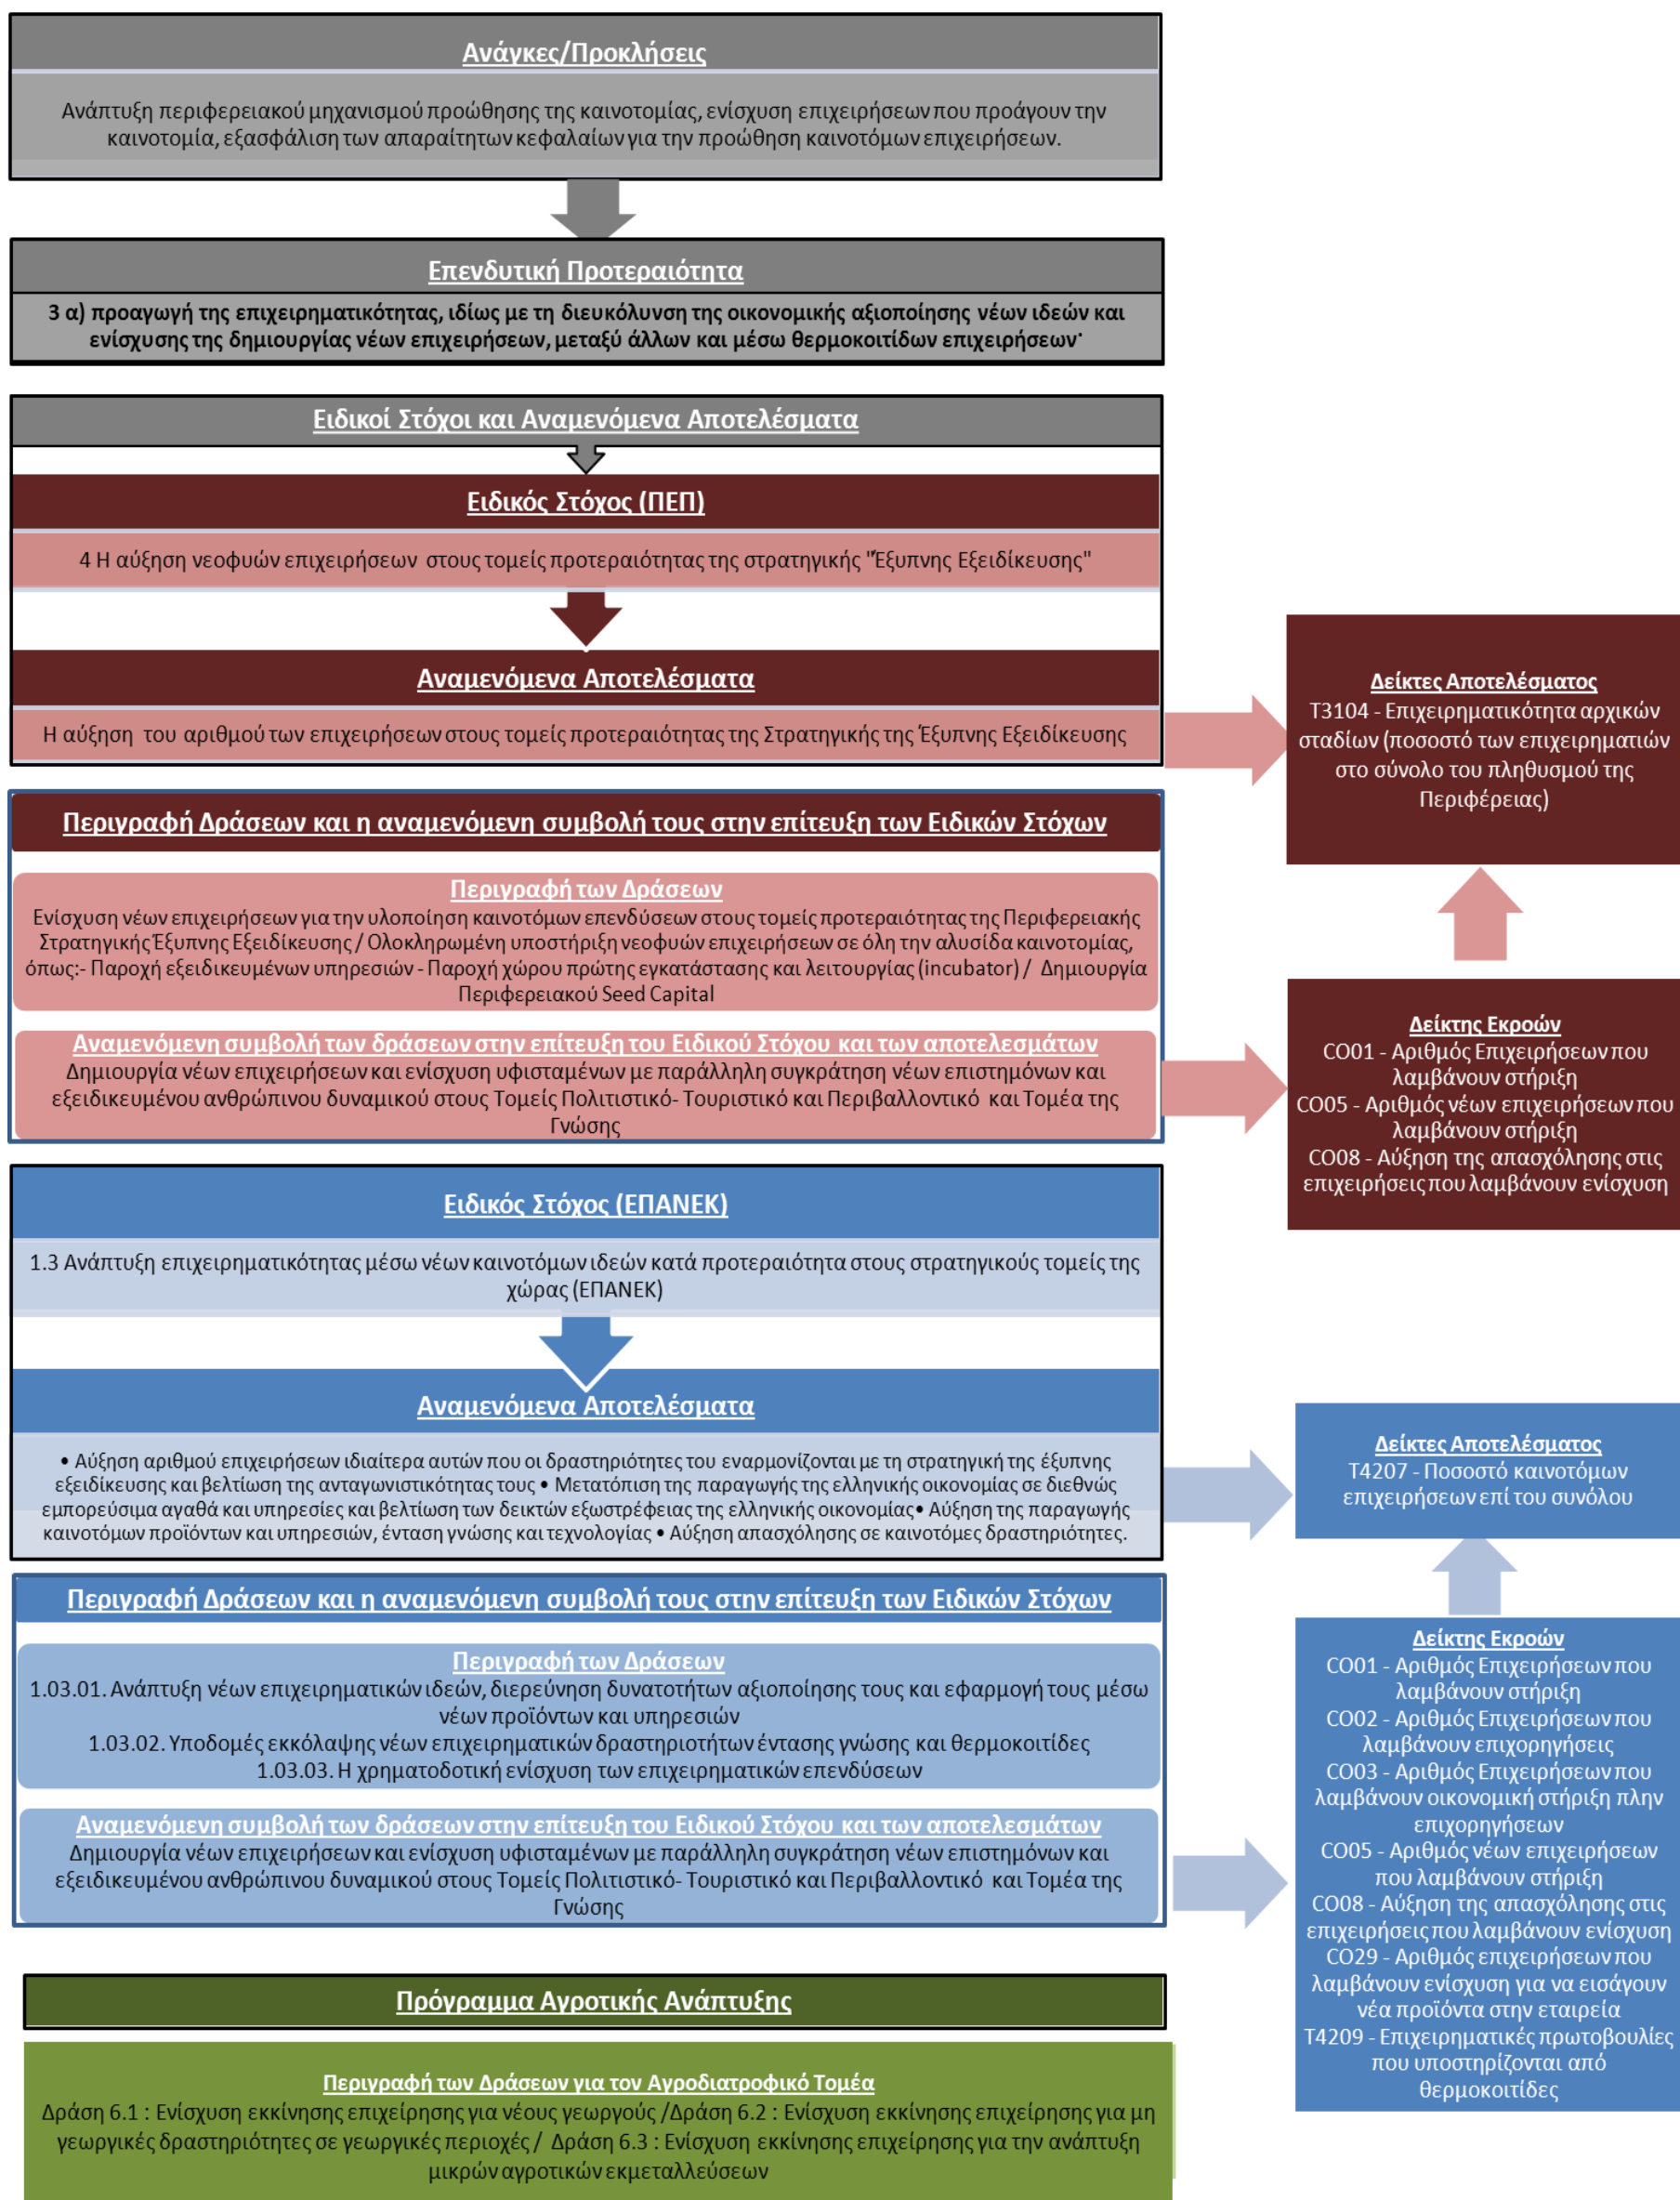 Ανάγκες/Προκλήσεις
Ανάπτυξη περιφερειακού μηχανισμού προώθησης της καινοτομίας, ενίσχυση επιχειρήσεων που προάγουν την
καινοτομία, εξασφάλιση των απαραίτητων κεφαλαίων για την προώθηση καινοτόμων επιχειρήσεων.
Επενδυτική Προτεραιότητα
3 α) προαγωγή της επιχειρηματικότητας, ιδίως με τη διευκόλυνση της οικονομικής αξιοποίησης νέων ιδεών και
ενίσχυσης της δημιουργίας νέων επιχειρήσεων, μεταξύ άλλων και μέσω θερμοκοιτίδων επιχειρήσεων·
Ειδικοί Στόχοι και Αναμενόμενα Αποτελέσματα
Ειδικός Στόχος (ΠΕΠ)
4 Η αύξηση νεοφυών επιχειρήσεων στους τομείς προτεραιότητας της στρατηγικής "Έξυπνης Εξειδίκευσης"
Αναμενόμενα Αποτελέσματα
Η αύξηση του αριθμού των επιχειρήσεων στους τομείς προτεραιότητας της Στρατηγικής της Έξυπνης Εξειδίκευσης
Δείκτες Αποτελέσματος
Τ3104 - Επιχειρηματικότητα αρχικών
σταδίων (ποσοστό των επιχειρηματιών
στο σύνολο του πληθυσμού της
Περιφέρειας)
Περιγραφή Δράσεων και η αναμενόμενη συμβολή τους στην επίτευξη των Ειδικών Στόχων
Περιγραφή των Δράσεων
Ενίσχυση νέων επιχειρήσεων για την υλοποίηση καινοτόμων επενδύσεων στους τομείς προτεραιότητας της Περιφερειακής
Στρατηγικής Έξυπνης Εξειδίκευσης / Ολοκληρωμένη υποστήριξη νεοφυών επιχειρήσεων σε όλη την αλυσίδα καινοτομίας,
όπως:- Παροχή εξειδικευμένων υπηρεσιών - Παροχή χώρου πρώτης εγκατάστασης και λειτουργίας (incubator) / Δημιουργία
Περιφερειακού Seed Capital
Αναμενόμενη συμβολή των δράσεων στην επίτευξη του Ειδικού Στόχου και των αποτελεσμάτων
Δημιουργία νέων επιχειρήσεων και ενίσχυση υφισταμένων με παράλληλη συγκράτηση νέων επιστημόνων και
εξειδικευμένου ανθρώπινου δυναμικού στους Τομείς Πολιτιστικό- Τουριστικό και Περιβαλλοντικό και Τομέα της
Γνώσης
Δείκτης Εκροών
CO01 - Αριθμός Επιχειρήσεων που
λαμβάνουν στήριξη
CO05 - Αριθμός νέων επιχειρήσεων που
λαμβάνουν στήριξη
CO08 - Αύξηση της απασχόλησης στις
επιχειρήσεις που λαμβάνουν ενίσχυση
Ειδικός Στόχος (ΕΠΑΝΕΚ)
1.3 Ανάπτυξη επιχειρηματικότητας μέσω νέων καινοτόμων ιδεών κατά προτεραιότητα στους στρατηγικούς τομείς της
χώρας (ΕΠΑΝΕΚ)
Αναμενόμενα Αποτελέσματα
• Αύξηση αριθμού επιχειρήσεων ιδιαίτερα αυτών που οι δραστηριότητες του εναρμονίζονται με τη στρατηγική της έξυπνης
εξειδίκευσης και βελτίωση της ανταγωνιστικότητας τους • Μετατόπιση της παραγωγής της ελληνικής οικονομίας σε διεθνώς
εμπορεύσιμα αγαθά και υπηρεσίες και βελτίωση των δεικτών εξωστρέφειας της ελληνικής οικονομίας• Αύξηση της παραγωγής
καινοτόμων προϊόντων και υπηρεσιών, ένταση γνώσης και τεχνολογίας • Αύξηση απασχόλησης σε καινοτόμες δραστηριότητες.
Δείκτες Αποτελέσματος
Τ4207 - Ποσοστό καινοτόμων
επιχειρήσεων επί του συνόλου
Περιγραφή Δράσεων και η αναμενόμενη συμβολή τους στην επίτευξη των Ειδικών Στόχων
Περιγραφή των Δράσεων
1.03.01. Ανάπτυξη νέων επιχειρηματικών ιδεών, διερεύνηση δυνατοτήτων αξιοποίησης τους και εφαρμογή τους μέσω
νέων προϊόντων και υπηρεσιών
1.03.02. Υποδομές εκκόλαψης νέων επιχειρηματικών δραστηριοτήτων έντασης γνώσης και θερμοκοιτίδες
1.03.03. Η χρηματοδοτική ενίσχυση των επιχειρηματικών επενδύσεων
Αναμενόμενη συμβολή των δράσεων στην επίτευξη του Ειδικού Στόχου και των αποτελεσμάτων
Δημιουργία νέων επιχειρήσεων και ενίσχυση υφισταμένων με παράλληλη συγκράτηση νέων επιστημόνων και
εξειδικευμένου ανθρώπινου δυναμικού στους Τομείς Πολιτιστικό- Τουριστικό και Περιβαλλοντικό και Τομέα της
Γνώσης
Δείκτης Εκροών
CO01 - Αριθμός Επιχειρήσεων που
λαμβάνουν στήριξη
CO02 - Αριθμός Επιχειρήσεων που
λαμβάνουν επιχορηγήσεις
CO03 - Αριθμός Επιχειρήσεων που
λαμβάνουν οικονομική στήριξη πλην
επιχορηγήσεων
CO05 - Αριθμός νέων επιχειρήσεων
που λαμβάνουν στήριξη
CO08 - Αύξηση της απασχόλησης στις
επιχειρήσεις που λαμβάνουν ενίσχυση
CO29 - Αριθμός επιχειρήσεων που
λαμβάνουν ενίσχυση για να εισάγουν
νέα προϊόντα στην εταιρεία
Τ4209 - Επιχειρηματικές πρωτοβουλίες
που υποστηρίζονται από
θερμοκοιτίδες
Πρόγραμμα Αγροτικής Ανάπτυξης
Περιγραφή των Δράσεων για τον Αγροδιατροφικό Τομέα
Δράση 6.1 : Ενίσχυση εκκίνησης επιχείρησης για νέους γεωργούς /Δράση 6.2 : Ενίσχυση εκκίνησης επιχείρησης για μη
γεωργικές δραστηριότητες σε γεωργικές περιοχές / Δράση 6.3 : Ενίσχυση εκκίνησης επιχείρησης για την ανάπτυξη
μικρών αγροτικών εκμεταλλεύσεων